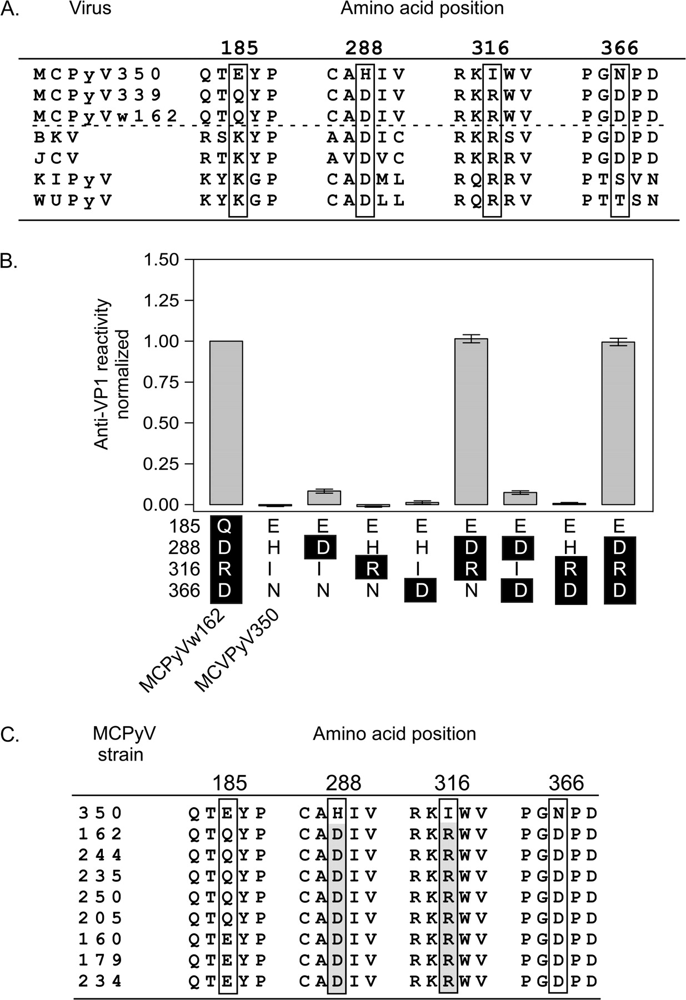 A. Virus Amino acid position
185 288 316 366
MCPyV350 QTEYP CAHIV RKIWV PGNPD
MCPyV339 QTQYP CADIV RKRWV PGDPD
MCPyVw162 QTQYP CADIV RKRWV PGDPD
BKV RSKYP AADIC RKRSV PGDPD
JCV RTKYP AVDVC RKRRV PGDPD
KIPyV KYKGP CADML RQRRV PTSVN
WUPyV KYKGP CADLL RQRRV PTTSN
B.
Anti-VP1 reactivity
normalized
1.50
1.25
1.00
0.75
0.50
0.25
0.00
185 Q E E E E E E E E
288 D H D H H D D H D
316 R I I R I R I R R
366 D N N N D N D D D
MCPyVw162
MCVPyV350
C. MCPyV Amino acid position
strain
185 288 316 366
350 QTEYP CAHIV RKIWV PGNPD
162 QTQYP CADIV RKRWV PGDPD
244 QTQYP CADIV RKRWV PGDPD
235 QTQYP CADIV RKRWV PGDPD
250 QTQYP CADIV RKRWV PGDPD
205 QTQYP CADIV RKRWV PGDPD
160 QTEYP CADIV RKRWV PGDPD
179 QTEYP CADIV RKRWV PGDPD
234 QTEYP CADIV RKRWV PGDPD